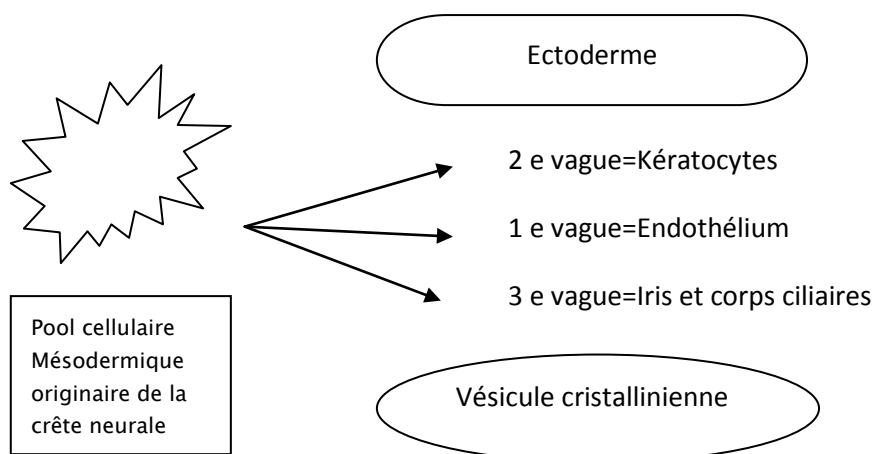 Ectoderme
2 e vague=Kératocytes
1 e vague=Endothélium
3 e vague=Iris et corps ciliaires
Pool cellulaire
Mésodermique
originaire de la
crête neurale
Vésicule cristallinienne